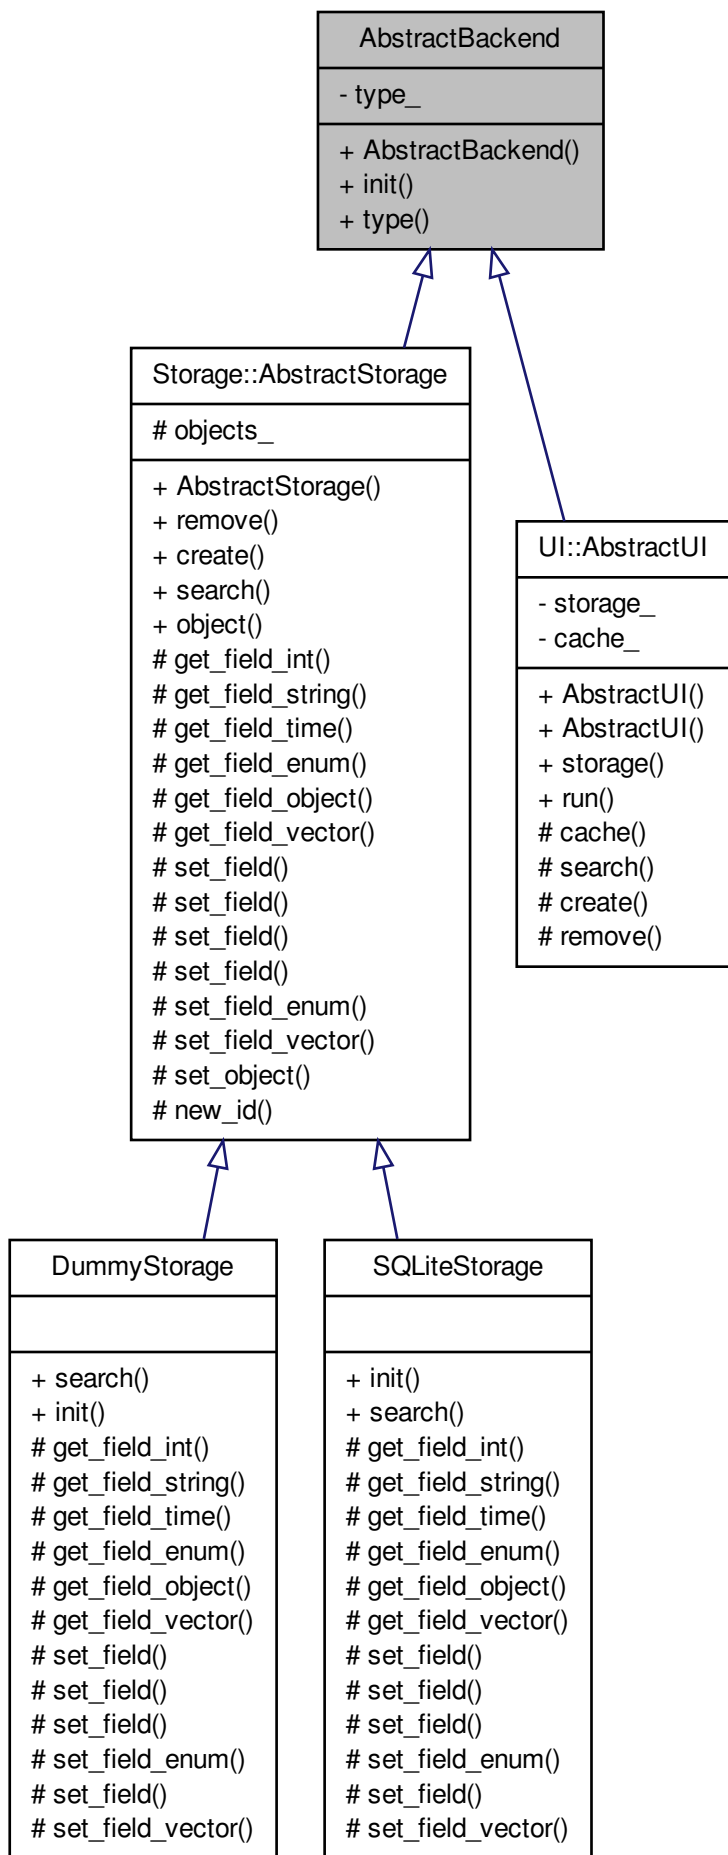 AbstractBackend
- type_
+ AbstractBackend()
+ init()
+ type()
Storage::AbstractStorage
# objects_
+ AbstractStorage()
+ remove()
+ create()
+ search()
+ object()
# get_field_int()
# get_field_string()
# get_field_time()
# get_field_enum()
# get_field_object()
# get_field_vector()
# set_field()
# set_field()
# set_field()
# set_field()
# set_field_enum()
# set_field_vector()
# set_object()
# new_id()
UI::AbstractUI
- storage_
- cache_
+ AbstractUI()
+ AbstractUI()
+ storage()
+ run()
# cache()
# search()
# create()
# remove()
DummyStorage
+ search()
+ init()
# get_field_int()
# get_field_string()
# get_field_time()
# get_field_enum()
# get_field_object()
# get_field_vector()
# set_field()
# set_field()
# set_field()
# set_field_enum()
# set_field()
# set_field_vector()
SQLiteStorage
+ init()
+ search()
# get_field_int()
# get_field_string()
# get_field_time()
# get_field_enum()
# get_field_object()
# get_field_vector()
# set_field()
# set_field()
# set_field()
# set_field_enum()
# set_field()
# set_field_vector()